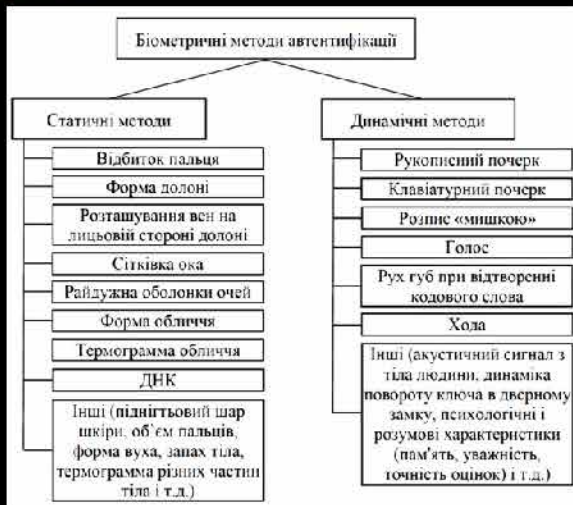 Біометричні методи автентифікації
Статичні методи
Відбиток пальця
Форма долоні
Розташування вен на
лицьовій стороні долоні
Сітківка ока
Райдужна оболонки очей
Форма обличчя
Термограмма обличчя
ДНК
Інші (піднігтьовий шар
шкіри, об`єм пальців,
форма вуха, запах тіла,
термограмма різних частин
тіла і т.д.)
Динамічні методи
Рукописний почерк
Клавіатурний почерк
Розпис «мишкою»
Голос
Рух губ при відтворенні
кодового слова
Хода
Інші (акустичний сигнал з
тіла людини, динаміка
повороту ключа в дверному
замку, психологічні і
розумові характеристики
(пам'ять, уважність,
точність оцінок) і т.д.)